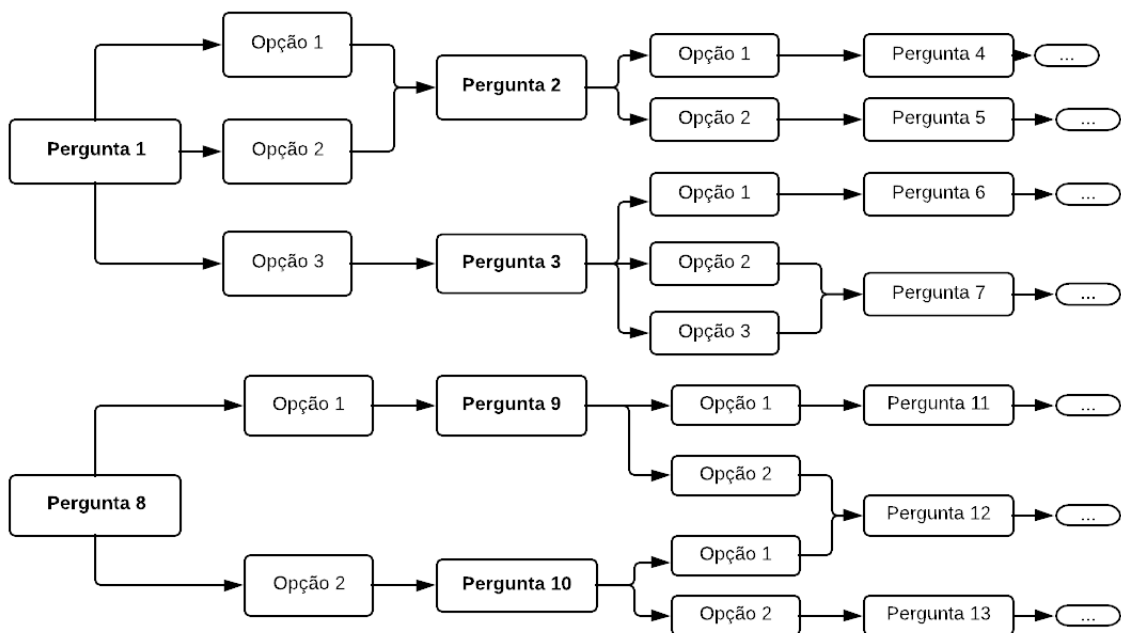 Opção 1
Opção 1
Pergunta 4
...
Pergunta 2
Opção 2
Pergunta 5
...
Pergunta 1
Opção 2
Opção 1
Pergunta 6
...
Opção 3
Pergunta 3
Opção 2
Pergunta 7
...
Opção 3
Opção 1
Pergunta 9
Opção 1
Pergunta 11
...
Opção 2
Pergunta 8
Pergunta 12
...
Opção 1
Opção 2
Pergunta 10
Opção 2
Pergunta 13
...